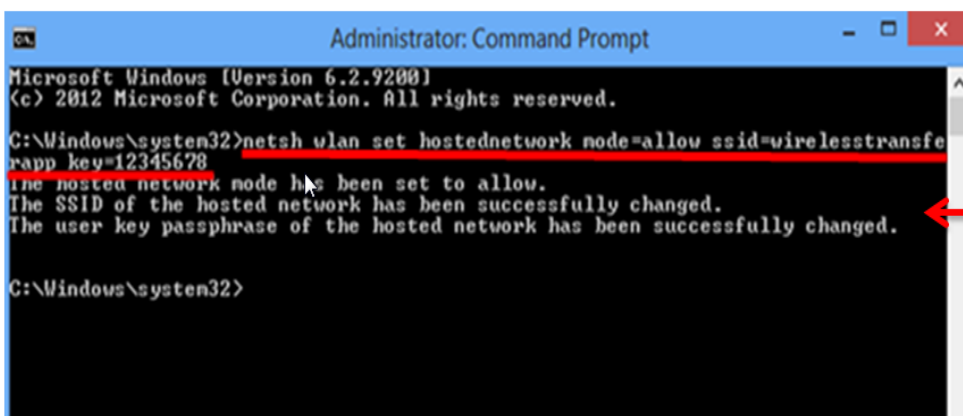 Administrator: Command Prompt
Microsoft Windows [Version 6.2.9200]
(c) 2012 Microsoft Corporation. All rights reserved.
C:\Windows\system32>netsh wlan set hostednetwork mode=allow ssid=wirelesstransfe
rapp key=12345678
The hosted network mode has been set to allow.
The SSID of the hosted network has been successfully changed.
The user key passphrase of the hosted network has been successfully changed.
C:\Windows\system32>